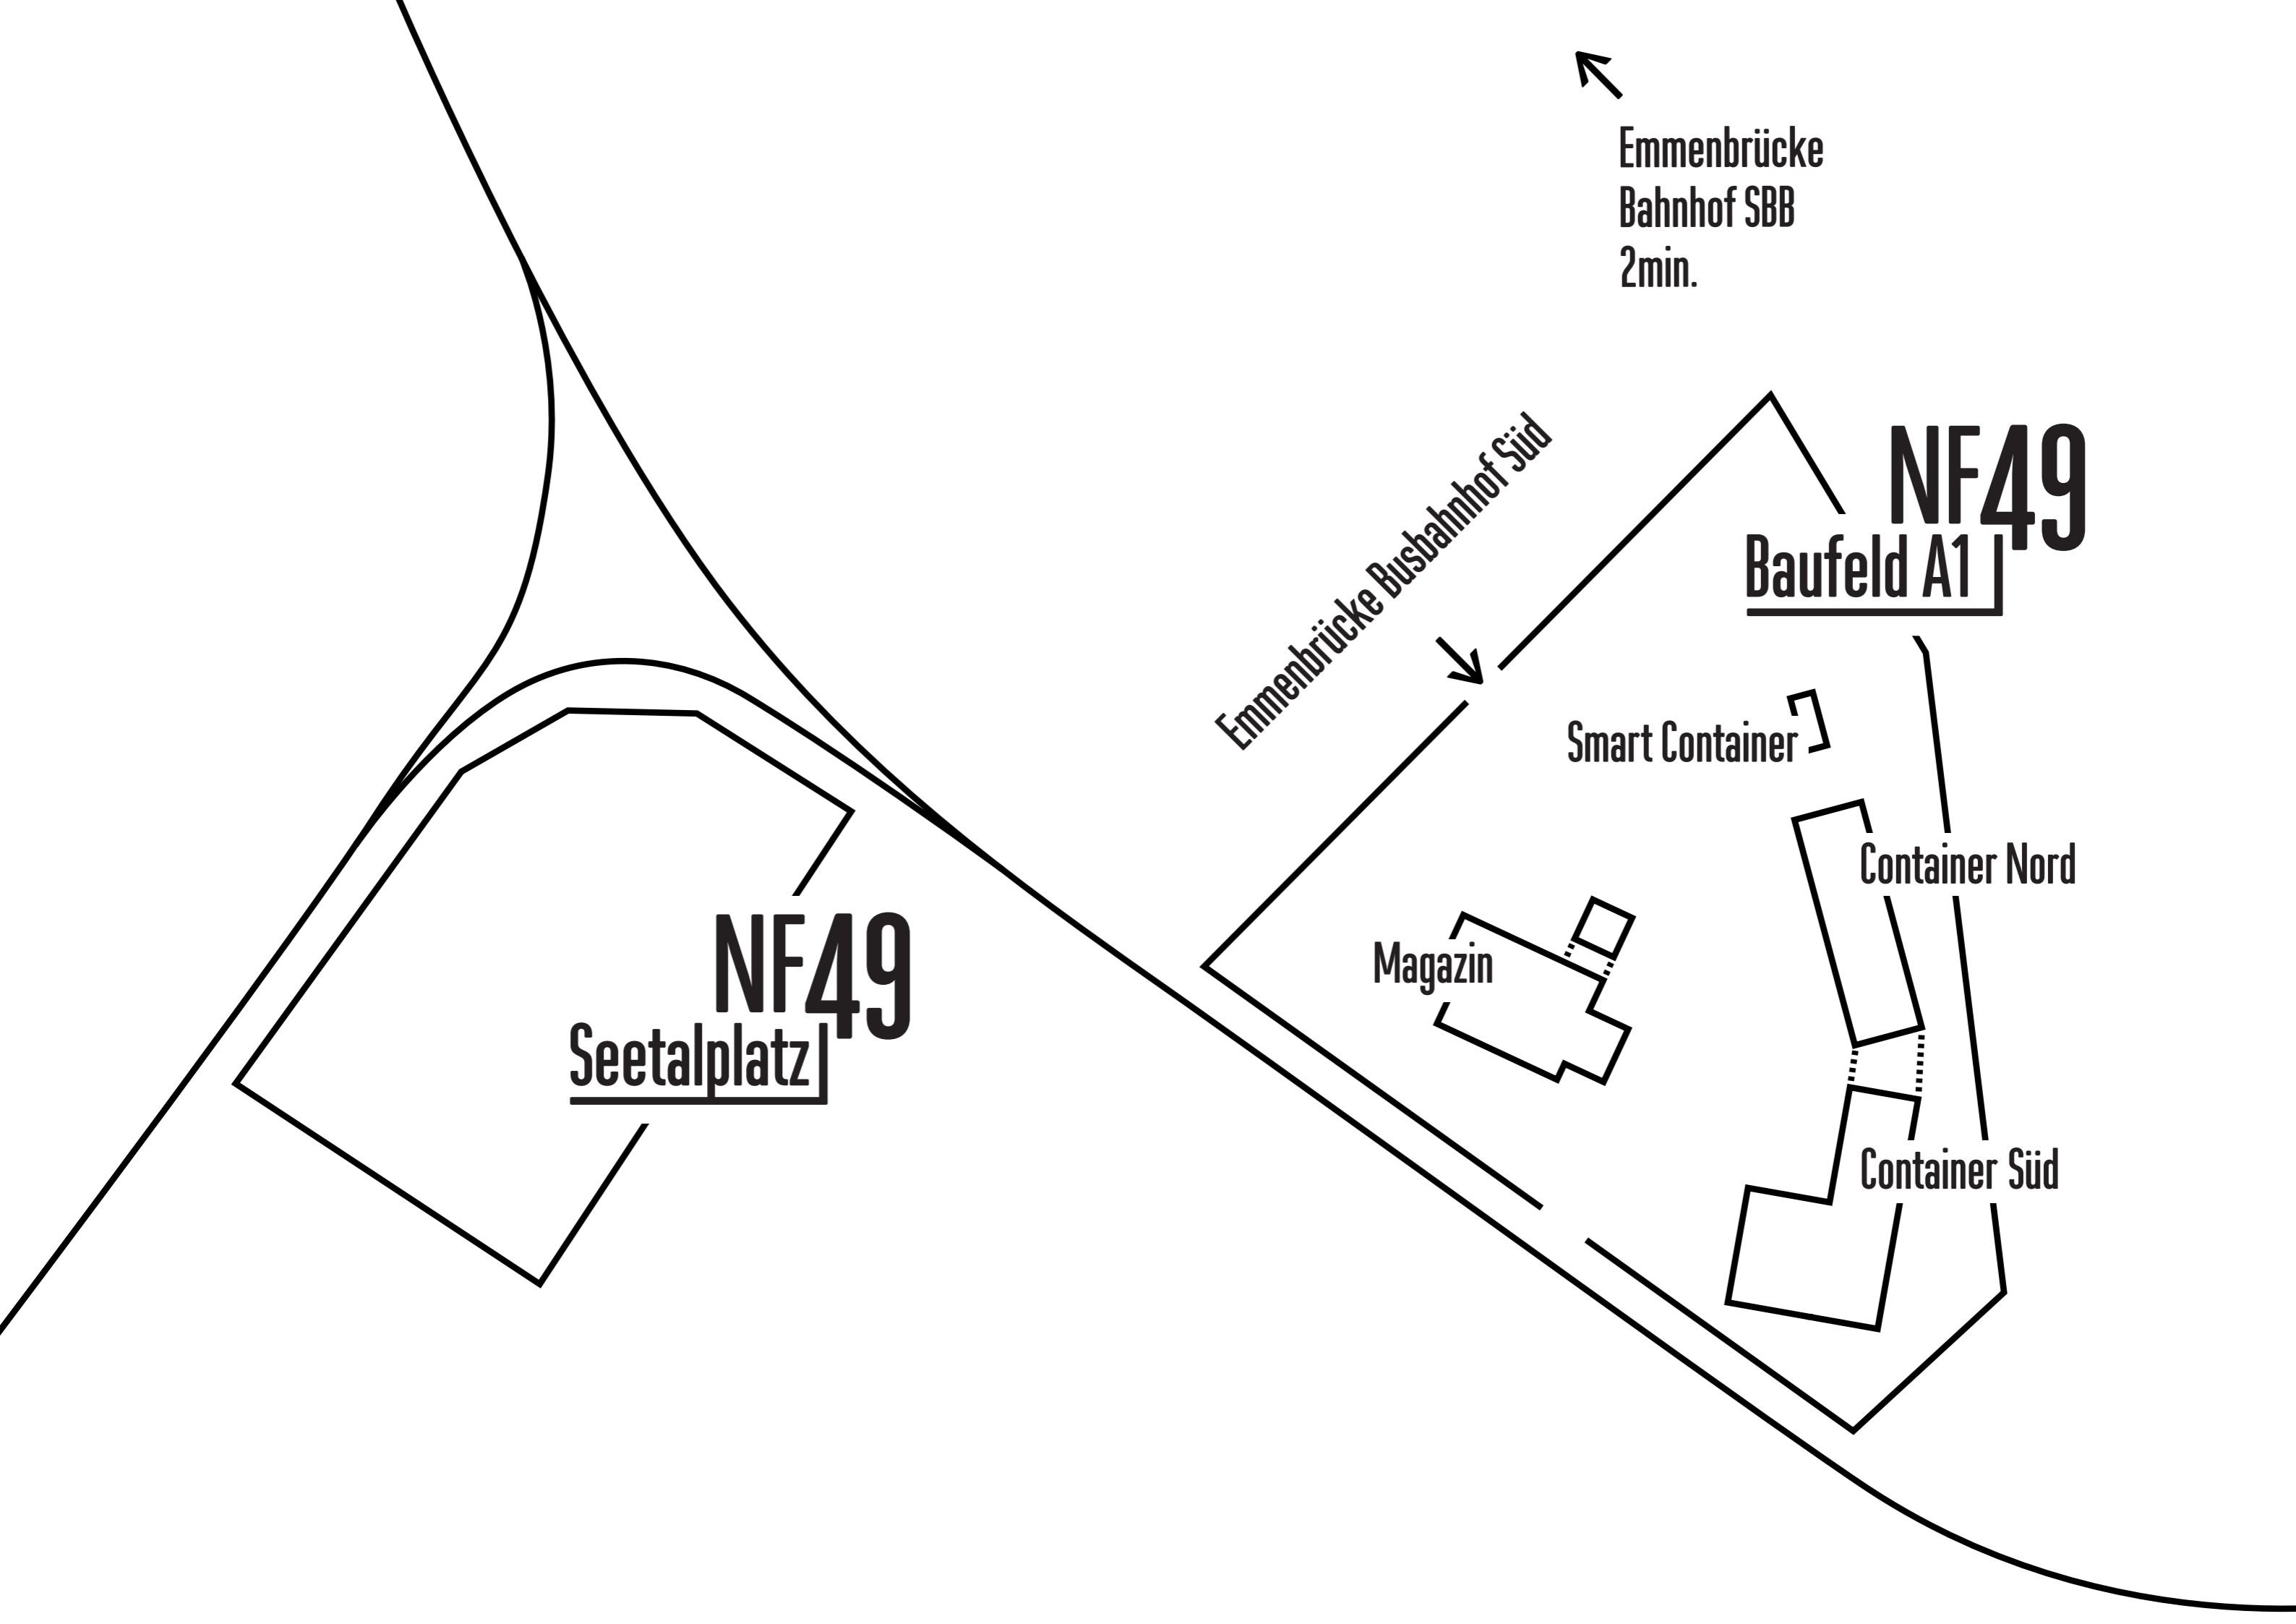 Emmenbrücke
Bahnhof SBB
2min.
Emmenbrücke Busbahnhof Süd
NF49
Baufeld A1
Smart Container
Container Nord
Magazin
NF49
Seetalplatz
Container Süd